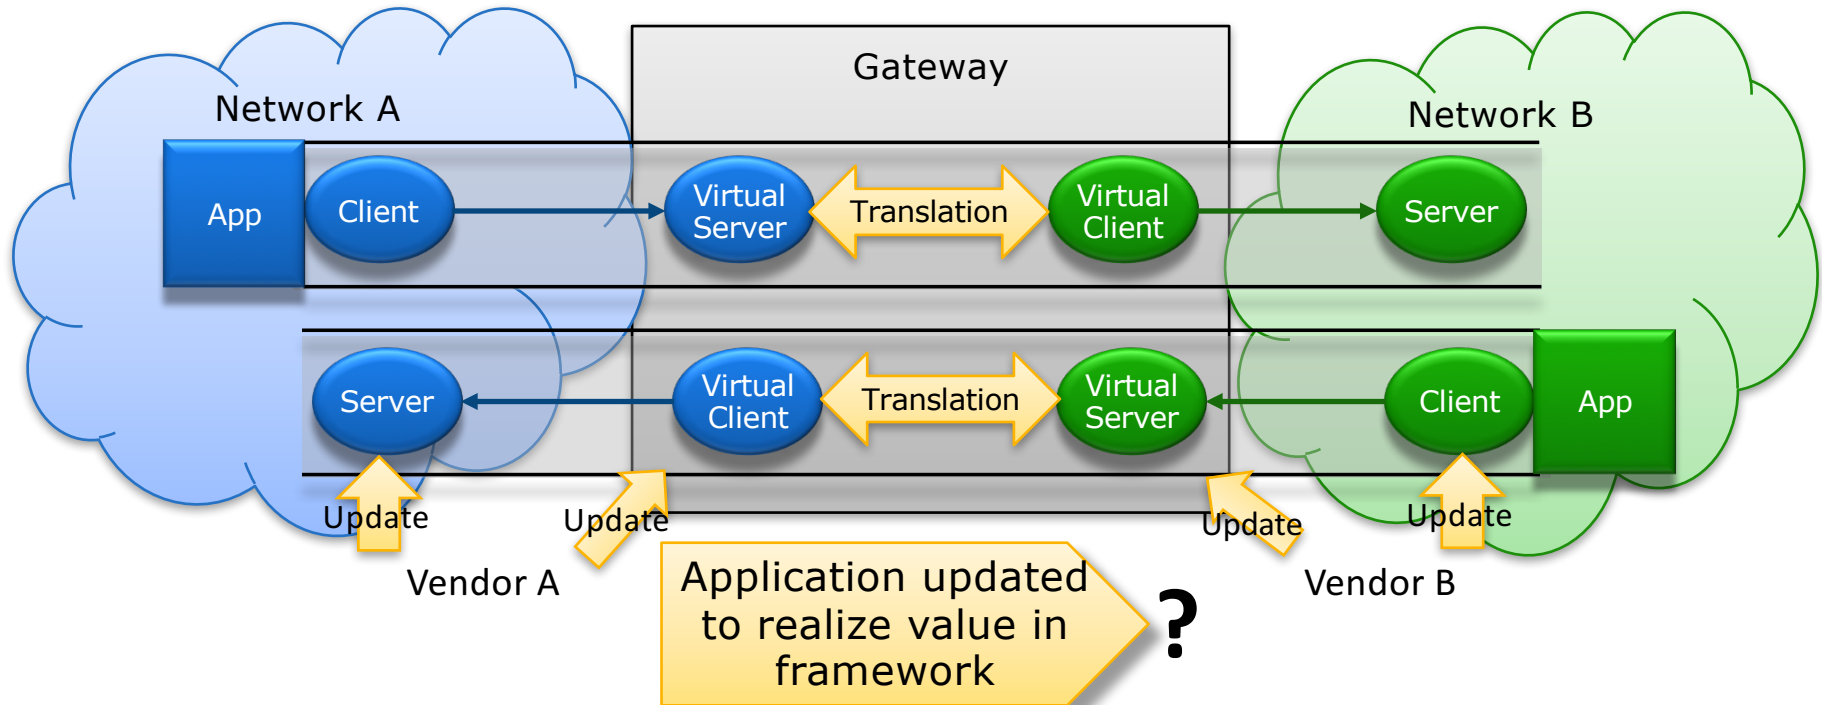 Gateway
Network A
Network B
App
Client
Virtual
Server
Translation
Virtual
Client
Server
Server
Virtual
Client
Translation
Virtual
Server
Client
App
Update
Update
Update
Update
Vendor A
Vendor B
Application updated
to realize value in
framework
?